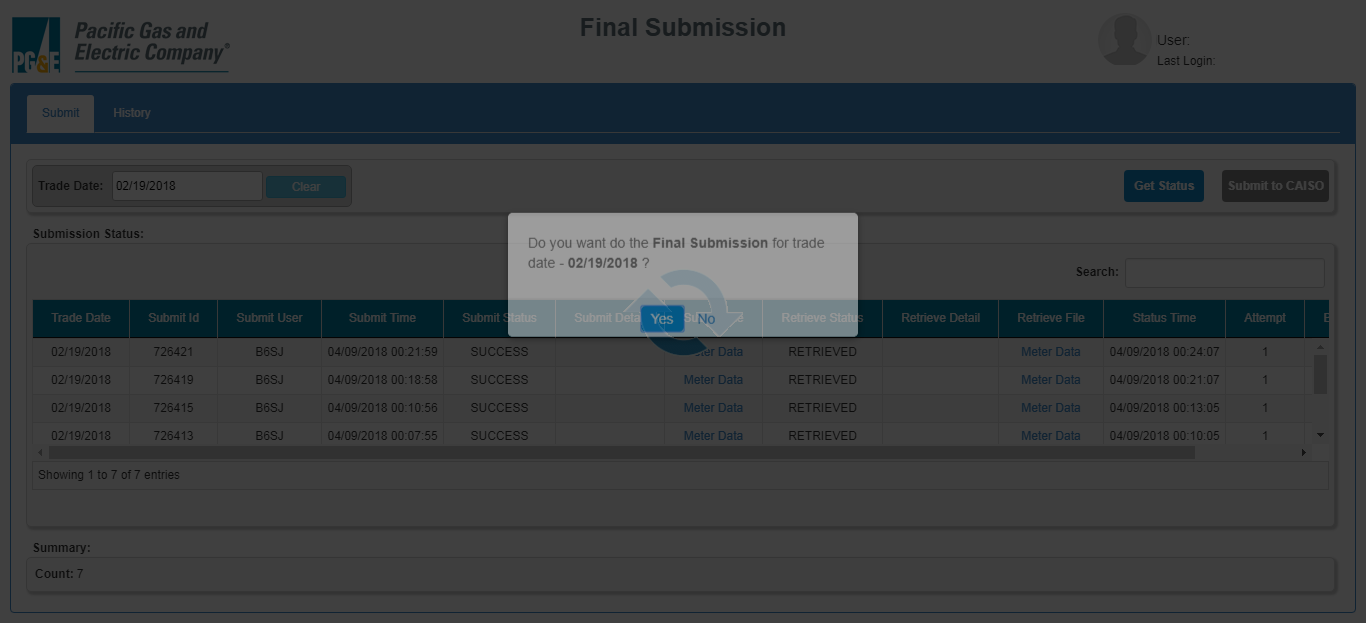 PG&E
Pacific Gas and
Electric Company®
Final Submission
User:
Last Login:
Submit History
Trade Date: 02/19/2018 Clear Get Status Submit to CAISO
Submission Status:
Do you want do the Final Submission for trade
date - 02/19/2018 ?
Yes No
Search:
Trade Date Submit Id Submit User Submit Time Submit Status Submit Retrieve Status Retrieve Detail Retrieve File Status Time Attempt
02/19/2018 726421 B6SJ 04/09/2018 00:21:59 SUCCESS Data RETRIEVED Meter Data 04/09/2018 00:24:07 1
02/19/2018 726419 B6SJ 04/09/2018 00:18:58 SUCCESS Meter Data RETRIEVED Meter Data 04/09/2018 00:21:07 1
02/19/2018 726415 B6SJ 04/09/2018 00:10:56 SUCCESS Meter Data RETRIEVED Meter Data 04/09/2018 00:13:05 1
02/19/2018 726413 B6SJ 04/09/2018 00:07:55 SUCCESS Meter Data RETRIEVED Meter Data 04/09/2018 00:10:05 1
Showing 1 to 7 of 7 entries
Summary:
Count: 7